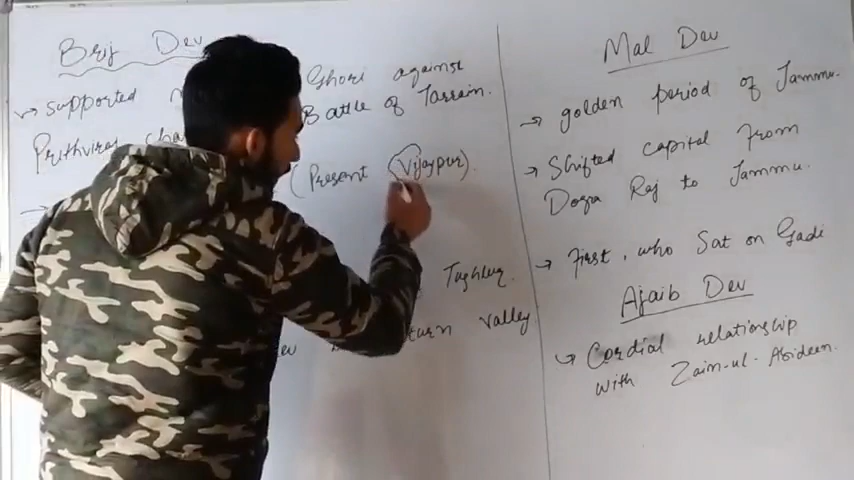 Brij Dev
supported
Ghori against
Prithviraj
Battle of Tarrain.
(Present Vijaypur)
Tughluq.
valley
Mal Dev
golden period of Jammu.
Shifted capital from
Dogra Raj to Jammu.
First, who Sat on Gadi
Ajaib Dev
Cordial relationship
with Zain-ul-Abideen.